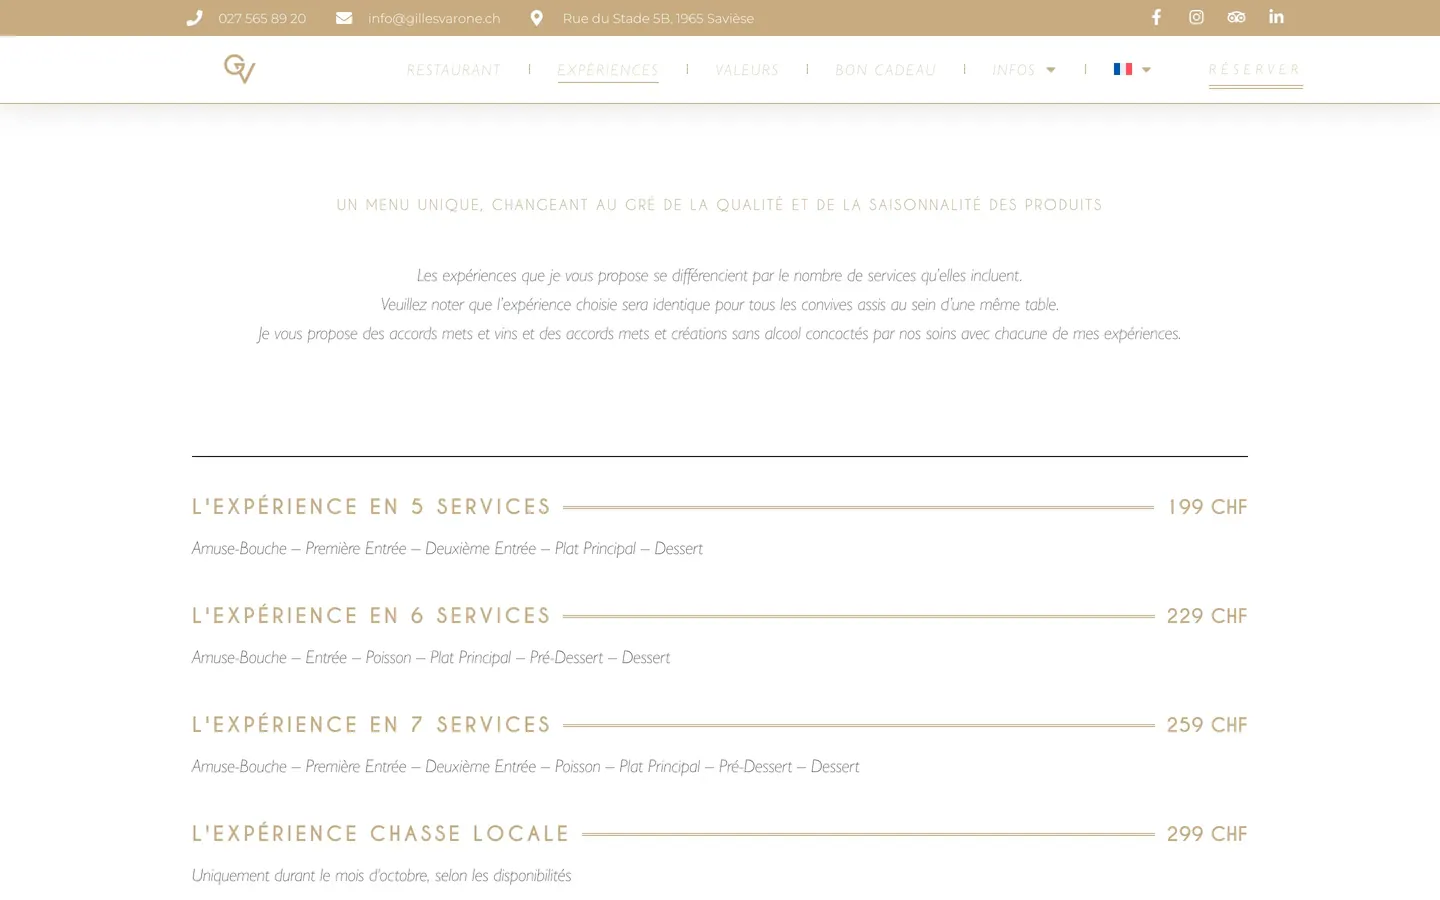 027 565 89 20
info@gillesvarone.ch
Rue du Stade 5B, 1965 Savièse
GV
RESTAURANT
EXPÉRIENCES
VALEURS
BON CADEAU
INFOS
RÉSERVER
UN MENU UNIQUE, CHANGEANT AU GRÉ DE LA QUALITÉ ET DE LA SAISONNALITÉ DES PRODUITS
Les expériences que je vous propose se différencient par le nombre de services qu'elles incluent.
Veuillez noter que l'expérience choisie sera identique pour tous les convives assis au sein d'une même table.
Je vous propose des accords mets et vins et des accords mets et créations sans alcool concoctés par nos soins avec chacune de mes expériences.
L'EXPÉRIENCE EN 5 SERVICES 199 CHF
Amuse-Bouche – Première Entrée – Deuxième Entrée – Plat Principal – Dessert
L'EXPÉRIENCE EN 6 SERVICES 229 CHF
Amuse-Bouche – Entrée – Poisson – Plat Principal – Pré-Dessert – Dessert
L'EXPÉRIENCE EN 7 SERVICES 259 CHF
Amuse-Bouche – Première Entrée – Deuxième Entrée – Poisson – Plat Principal – Pré-Dessert – Dessert
L'EXPÉRIENCE CHASSE LOCALE 299 CHF
Uniquement durant le mois d'octobre, selon les disponibilités